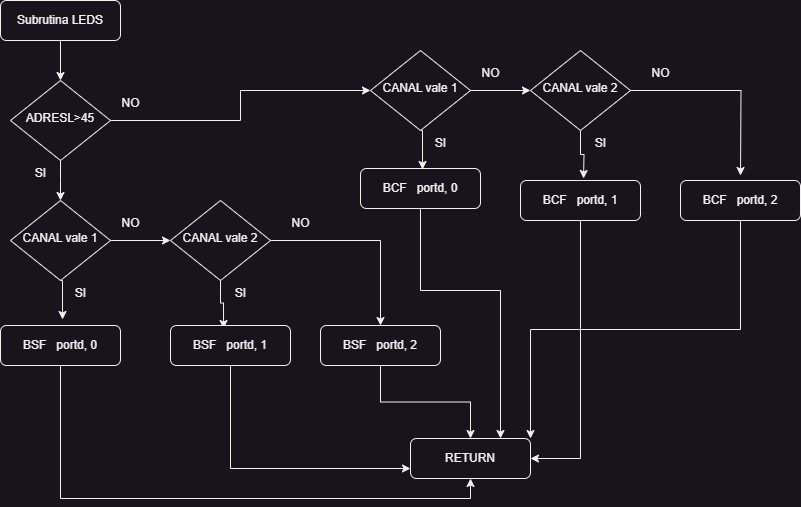 Subrutina LEDS
ADRESL>45
NO
CANAL vale 1
NO
CANAL vale 2
NO
SI
SI
SI
BCF portd, 0
BCF portd, 1
BCF portd, 2
CANAL vale 1
NO
CANAL vale 2
NO
SI
SI
BSF portd, 0
BSF portd, 1
BSF portd, 2
RETURN